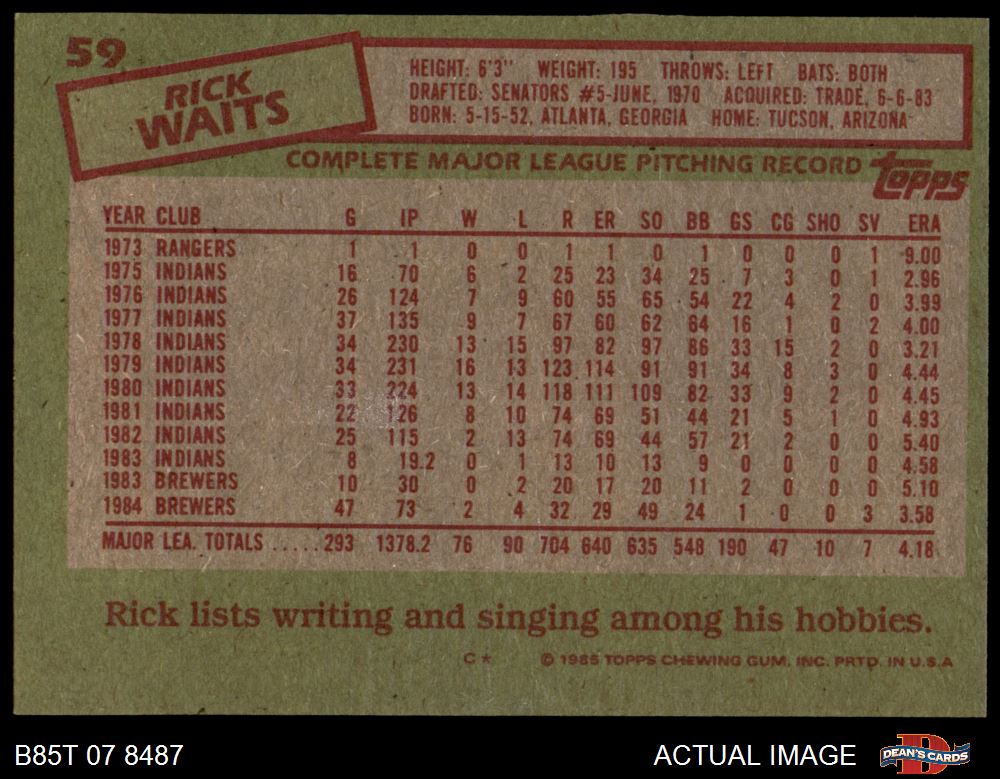 59
RICK
WAITS
HEIGHT: 6'3" WEIGHT: 195 THROWS: LEFT BATS: BOTH
DRAFTED: SENATORS #5-JUNE, 1970 ACQUIRED: TRADE, 6-6-83
BORN: 5-15-52, ATLANTA, GEORGIA HOME: TUCSON, ARIZONA
COMPLETE MAJOR LEAGUE PITCHING RECORD topps
YEAR CLUB G IP W L R ER SO BB GS CG SHO SV ERA
1973 RANGERS 1 1 0 0 1 1 0 1 0 0 0 1 9.00
1975 INDIANS 16 70 6 2 25 23 34 25 7 3 0 1 2.96
1976 INDIANS 26 124 7 9 60 55 65 54 22 4 2 0 3.99
1977 INDIANS 37 135 9 7 67 60 62 64 16 1 0 2 4.00
1978 INDIANS 34 230 13 15 97 82 97 86 33 15 2 0 3.21
1979 INDIANS 34 231 16 13 123 114 91 91 34 8 3 0 4.44
1980 INDIANS 33 224 13 14 118 111 109 82 33 9 2 0 4.45
1981 INDIANS 22 126 8 10 74 69 51 44 21 5 1 0 4.93
1982 INDIANS 25 115 2 13 74 69 44 57 21 2 0 0 5.40
1983 INDIANS 8 19.2 0 1 13 10 13 9 0 0 0 0 4.58
1983 BREWERS 10 30 0 2 20 17 20 11 2 0 0 0 5.10
1984 BREWERS 47 73 2 4 32 29 49 24 1 0 0 3 3.58
MAJOR LEA. TOTALS .....293 1378.2 76 90 704 640 635 548 190 47 10 7 4.18
Rick lists writing and singing among his hobbies.
C* © 1985 TOPPS CHEWING GUM, INC. PRTD. IN U.S.A
B85T 07 8487 ACTUAL IMAGE DEAN'S CARDS